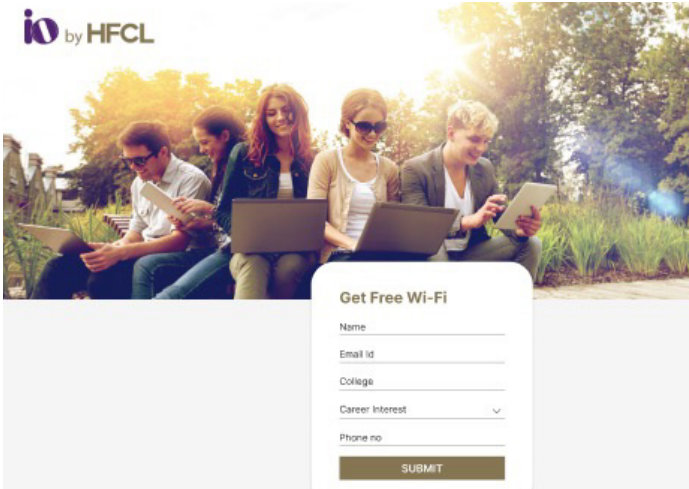 io by HFCL
Get Free Wi-Fi
Name
Email Id
College
Career Interest
Phone no
SUBMIT